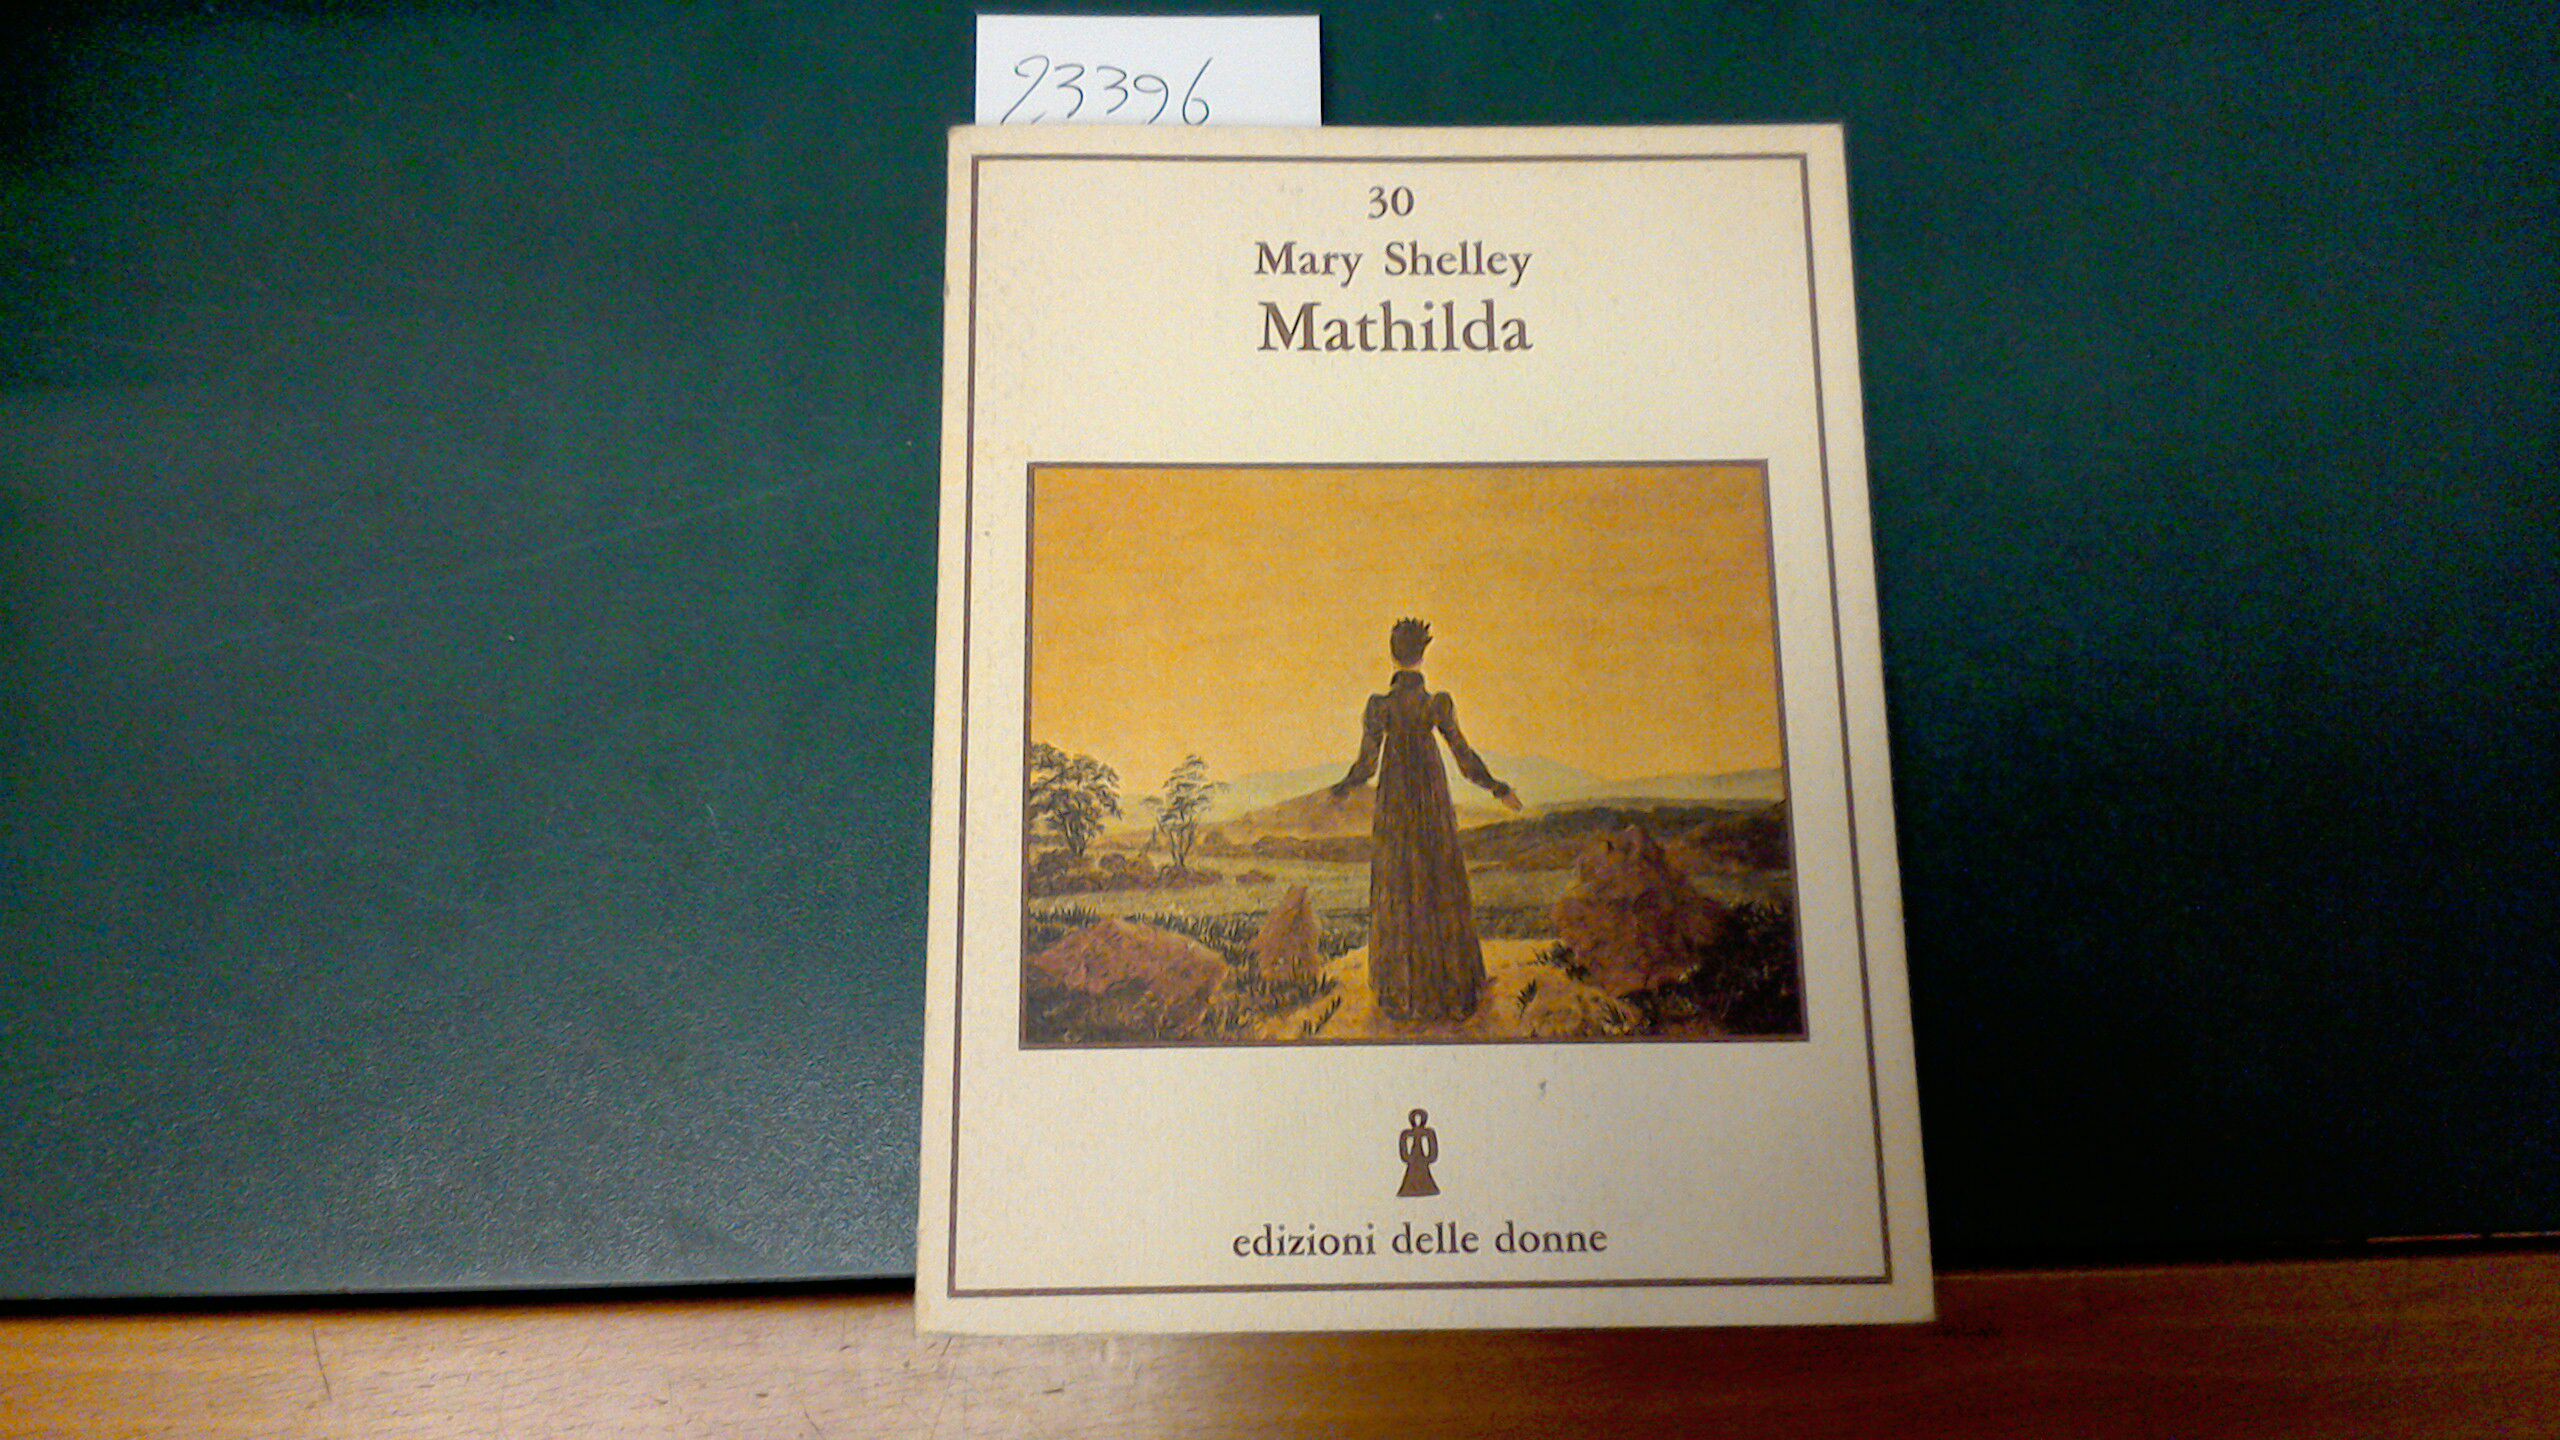 23396
30
Mary Shelley
Mathilda
edizioni delle donne